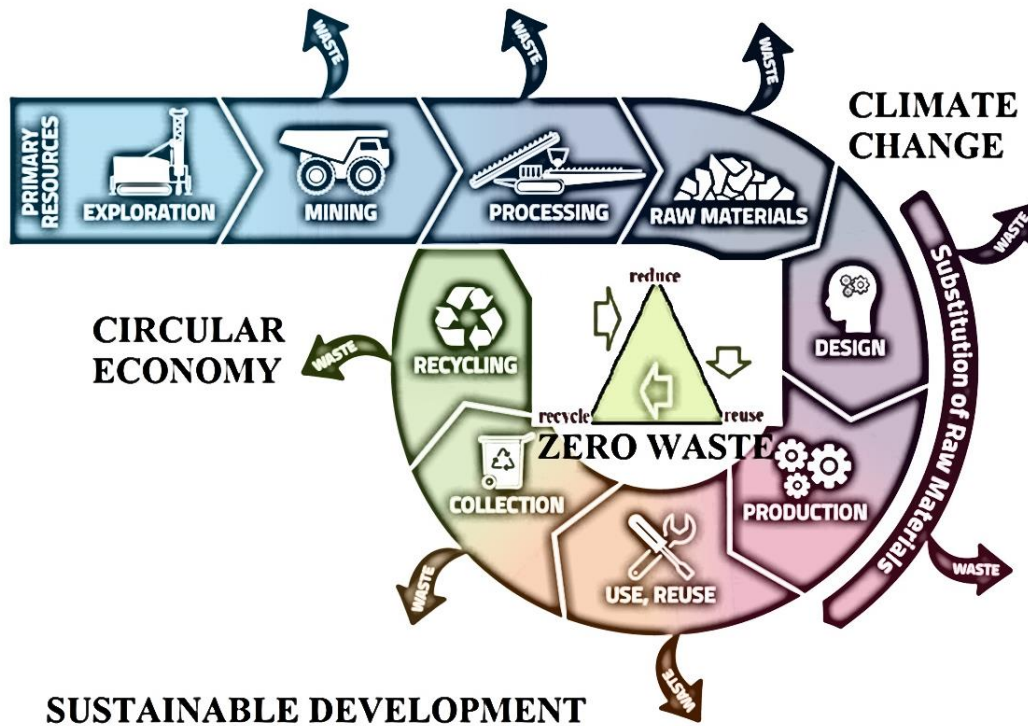 WASTE
WASTE
WASTE
PRIMARY
RESOURCES
EXPLORATION
MINING
PROCESSING
RAW MATERIALS
CLIMATE
CHANGE
WASTE
Substitution of Raw Materials
DESIGN
reduce
recycle
reuse
ZERO WASTE
RECYCLING
CIRCULAR
ECONOMY
WASTE
COLLECTION
PRODUCTION
WASTE
USE, REUSE
WASTE
WASTE
SUSTAINABLE DEVELOPMENT